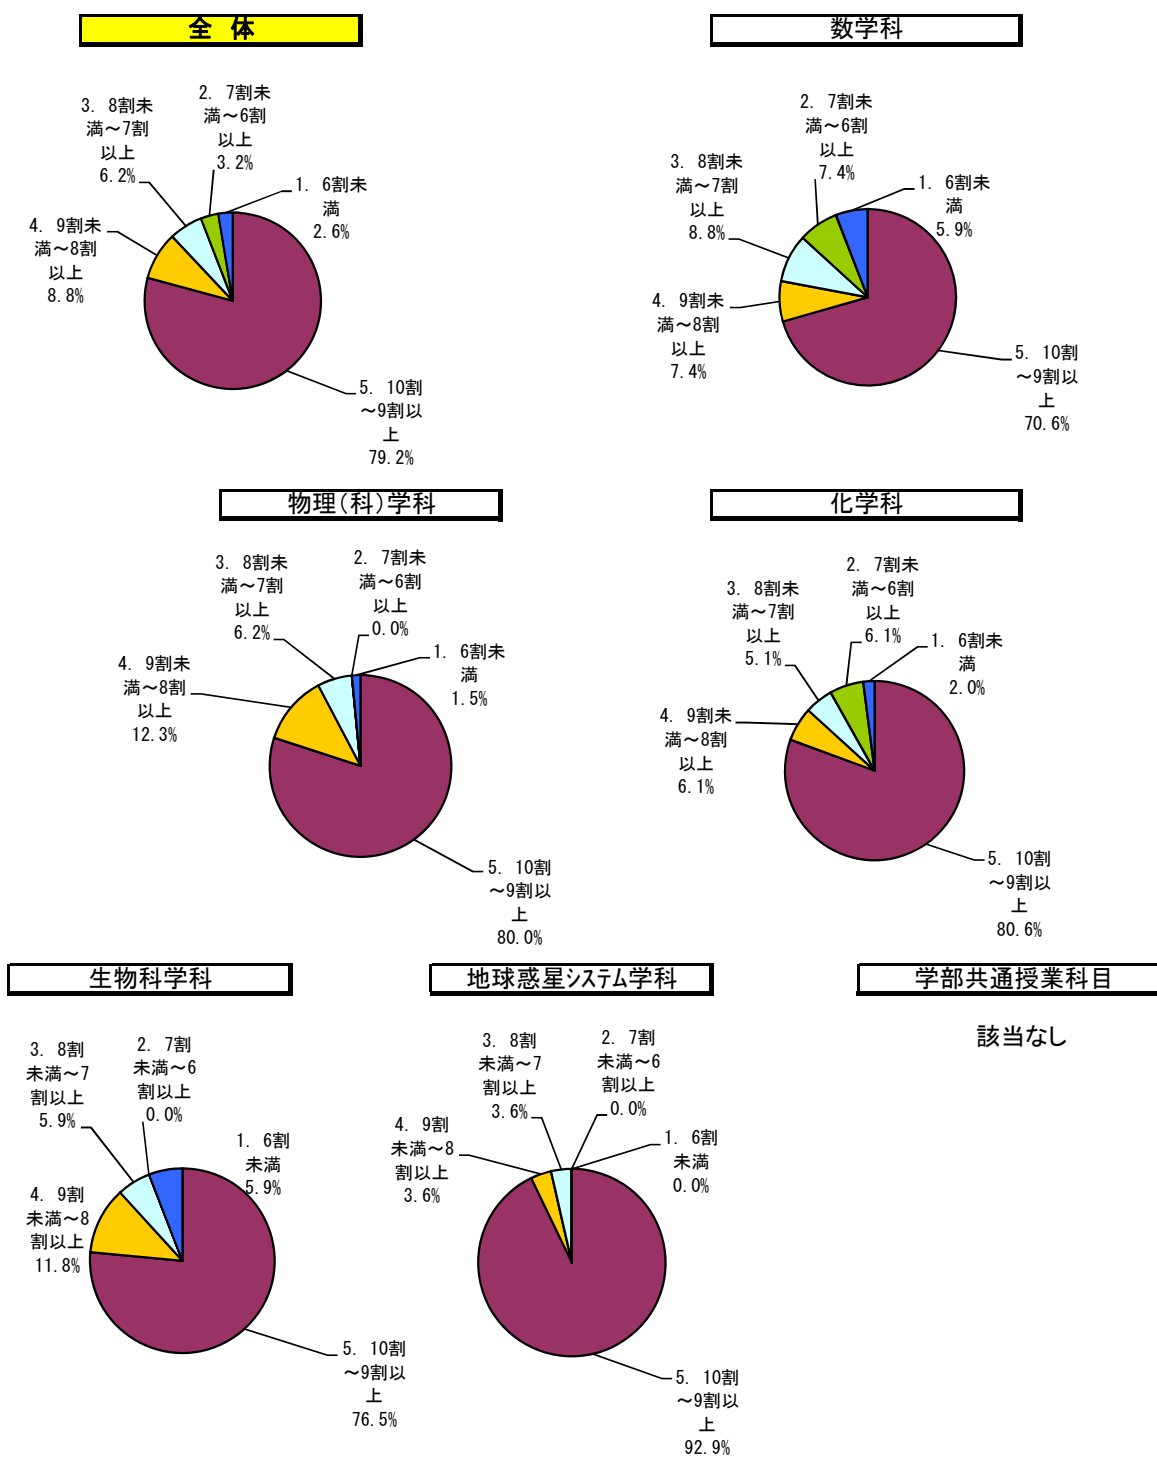 全 体
3. 8割未
満～7割
以上
6.2%
2. 7割未
満～6割
以上
3.2%
1. 6割未
満
2.6%
4. 9割未
満～8割
以上
8.8%
5. 10割
～9割以
上
79.2%
数学科
2. 7割未
満～6割
以上
7.4%
3. 8割未
満～7割
以上
8.8%
1. 6割未
満
5.9%
4. 9割未
満～8割
以上
7.4%
5. 10割
～9割以
上
70.6%
物理(科)学科
3. 8割未
満～7割
以上
6.2%
2. 7割未
満～6割
以上
0.0%
1. 6割未
満
1.5%
4. 9割未
満～8割
以上
12.3%
5. 10割
～9割以
上
80.0%
化学科
3. 8割未
満～7割
以上
5.1%
2. 7割未
満～6割
以上
6.1%
1. 6割未
満
2.0%
4. 9割未
満～8割
以上
6.1%
5. 10割
～9割以
上
80.6%
生物科学科
3. 8割
未満～7
割以上
5.9%
2. 7割
未満～6
割以上
0.0%
1. 6割
未満
5.9%
4. 9割
未満～8
割以上
11.8%
5. 10割
～9割以
上
76.5%
地球惑星システム学科
3. 8割
未満～7
割以上
3.6%
2. 7割
未満～6
割以上
0.0%
4. 9割
未満～8
割以上
3.6%
1. 6割
未満
0.0%
5. 10割
～9割以
上
92.9%
学部共通授業科目
該当なし